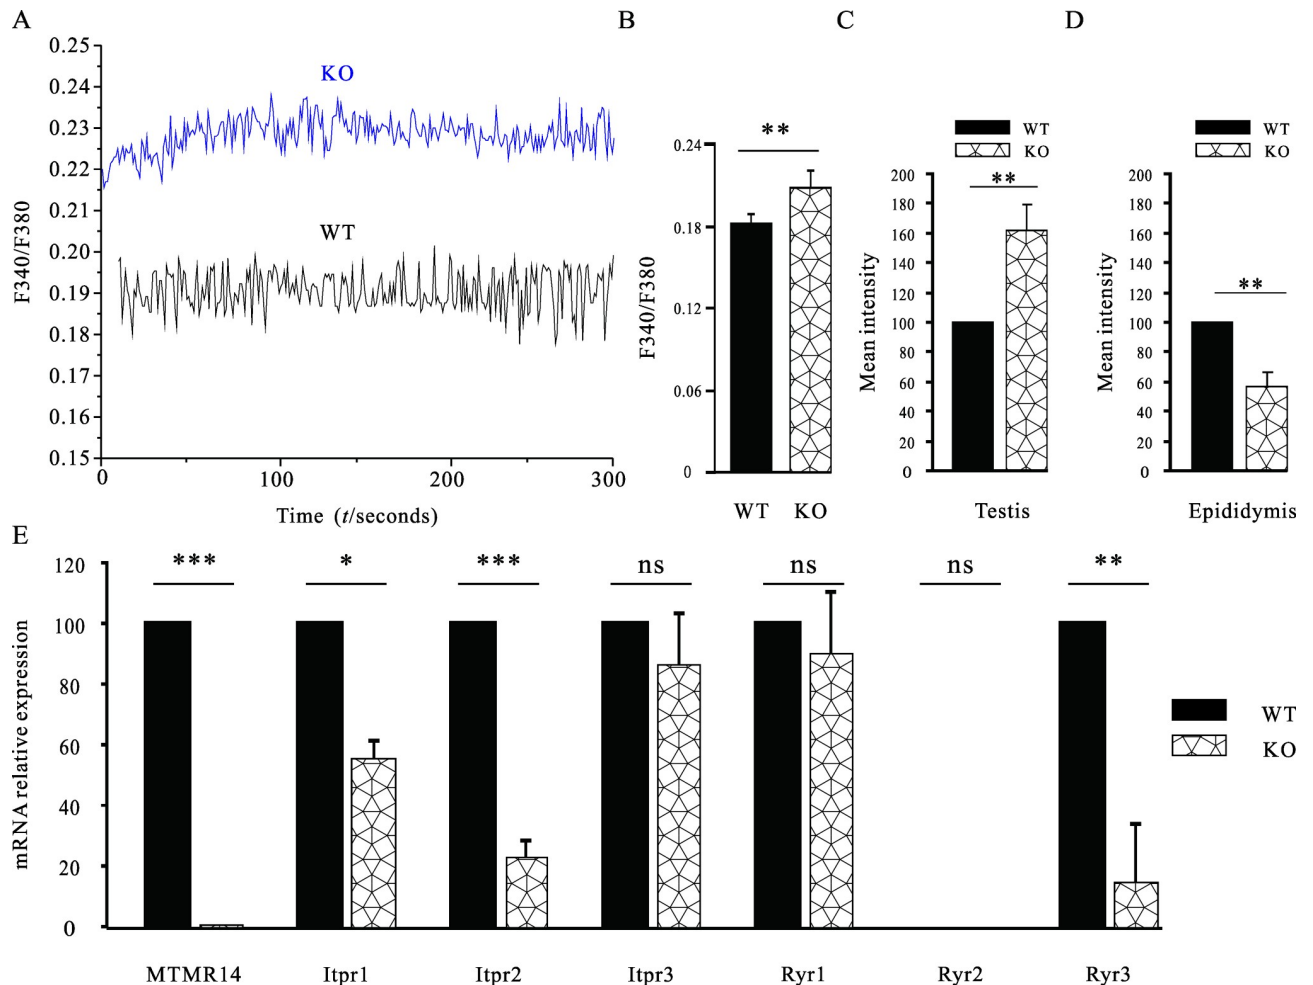 A
0.25
0.24
0.23
0.22
0.21
0.20
0.19
0.18
0.17
0.16
0.15
F340/F380
KO
WT
0
100
200
300
Time (t/seconds)
B
**
0.24
0.18
0.12
0.06
0
F340/F380
WT KO
C
WT
KO
**
200
180
160
140
120
100
80
60
40
20
0
Mean intensity
Testis
D
WT
KO
**
200
180
160
140
120
100
80
60
40
20
0
Mean intensity
Epididymis
E
*** * *** ns ns ns **
120
100
80
60
40
20
0
mRNA relative expression
WT
KO
MTMR14 Itpr1 Itpr2 Itpr3 Ryr1 Ryr2 Ryr3